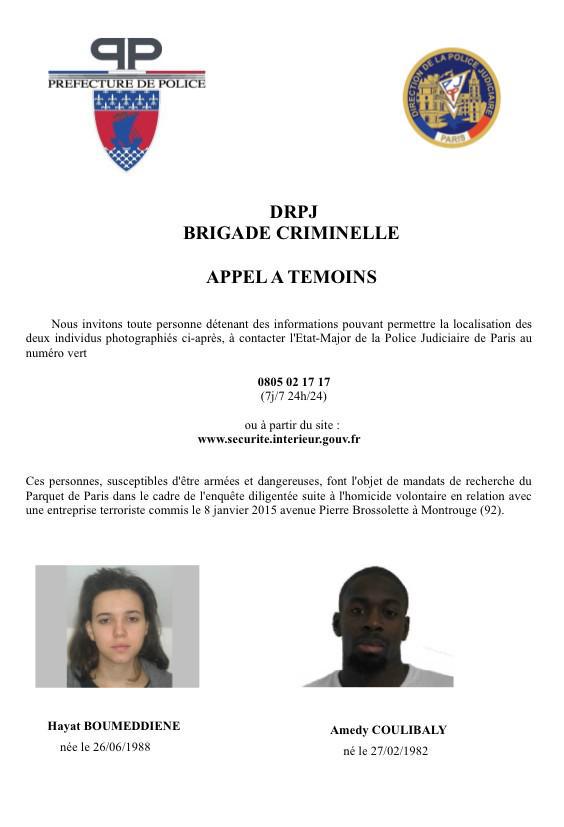 PREFECTURE DE POLICE
DIRECTION DE LA POLICE JUDICIAIRE
PARIS
DRPJ
BRIGADE CRIMINELLE
APPEL A TEMOINS
Nous invitons toute personne détenant des informations pouvant permettre la localisation des
deux individus photographiés ci-après, à contacter l'Etat-Major de la Police Judiciaire de Paris au
numéro vert
0805 02 17 17
(7j/7 24h/24)
ou à partir du site :
www.securite.interieur.gouv.fr
Ces personnes, susceptibles d'être armées et dangereuses, font l'objet de mandats de recherche du
Parquet de Paris dans le cadre de l'enquête diligentée suite à l'homicide volontaire en relation avec
une entreprise terroriste commis le 8 janvier 2015 avenue Pierre Brossolette à Montrouge (92).
Hayat BOUMEDDIENE
née le 26/06/1988
Amedy COULIBALY
né le 27/02/1982